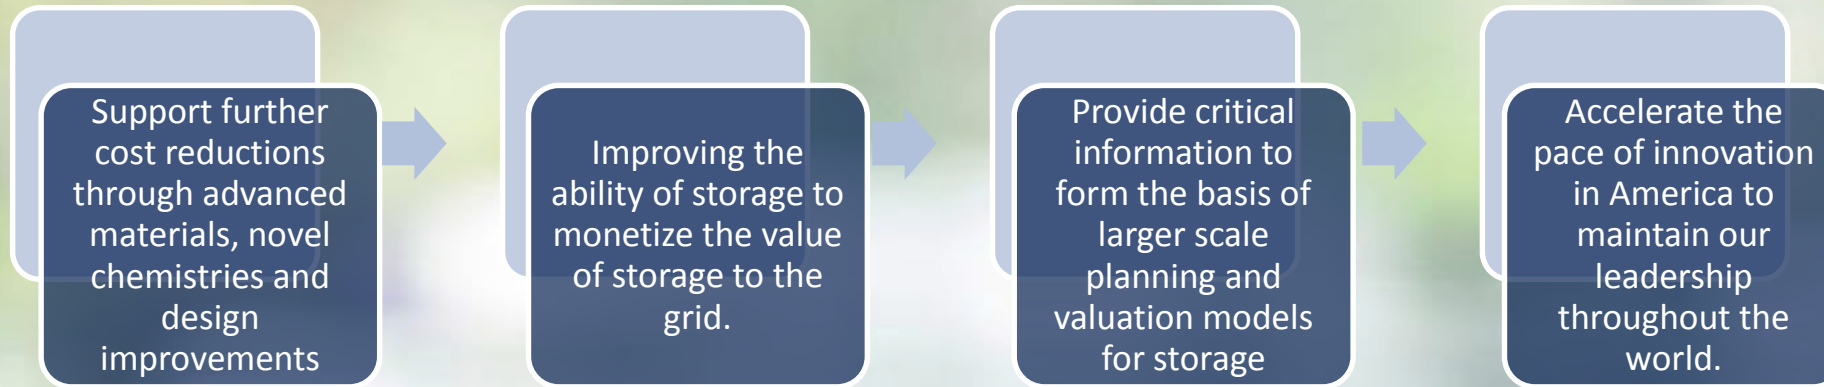 Support further
cost reductions
through advanced
materials, novel
chemistries and
design
improvements
Improving the
ability of storage to
monetize the value
of storage to the
grid.
Provide critical
information to
form the basis of
larger scale
planning and
valuation models
for storage
Accelerate the
pace of innovation
in America to
maintain our
leadership
throughout the
world.